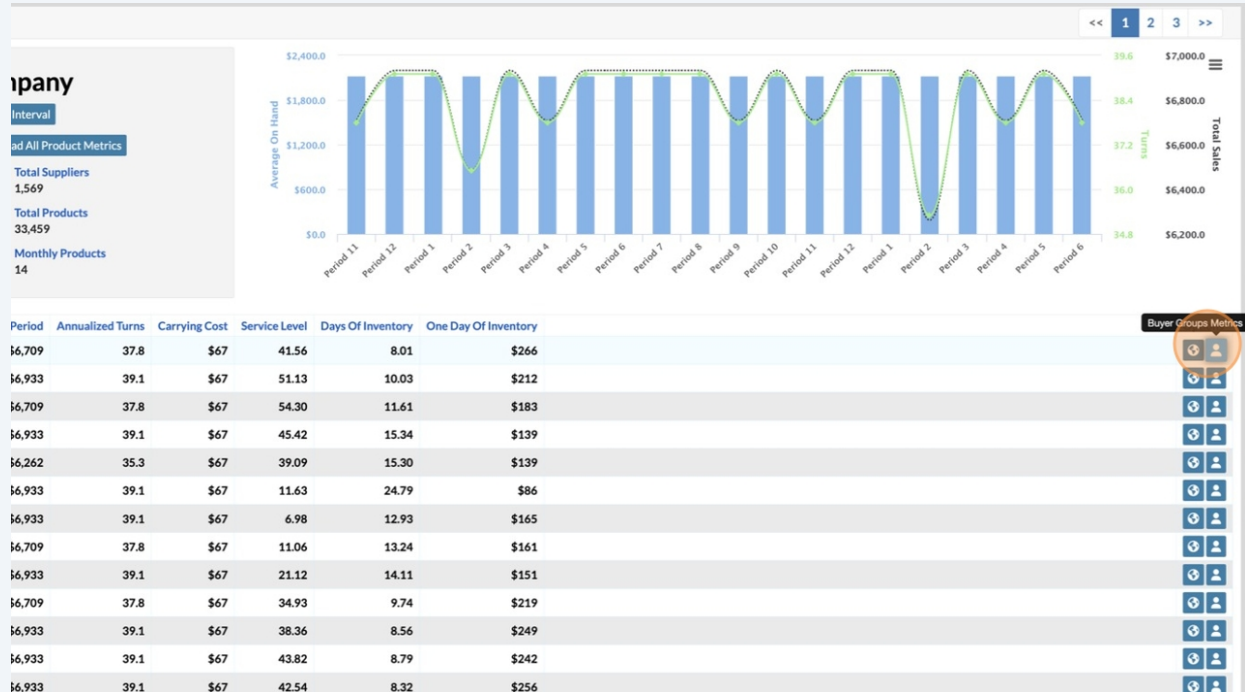 << 1 2 3 >>
mpany
Interval
ad All Product Metrics
Total Suppliers
1,569
Total Products
33,459
Monthly Products
14
$2,400.0
$1,800.0
$1,200.0
$600.0
$0.0
Average On Hand
39.6
38.4
37.2
36.0
34.8
Turns
$7,000.0
$6,800.0
$6,600.0
$6,400.0
$6,200.0
Total Sales
Period 11 Period 12 Period 1 Period 2 Period 3 Period 4 Period 5 Period 6 Period 7 Period 8 Period 9 Period 10 Period 11 Period 12 Period 1 Period 2 Period 3 Period 4 Period 5 Period 6
Buyer Groups Metrics
Period Annualized Turns Carrying Cost Service Level Days Of Inventory One Day Of Inventory
$6,709 37.8 $67 41.56 8.01 $266
$6,933 39.1 $67 51.13 10.03 $212
$6,709 37.8 $67 54.30 11.61 $183
$6,933 39.1 $67 45.42 15.34 $139
$6,262 35.3 $67 39.09 15.30 $139
$6,933 39.1 $67 11.63 24.79 $86
$6,933 39.1 $67 6.98 12.93 $165
$6,709 37.8 $67 11.06 13.24 $161
$6,933 39.1 $67 21.12 14.11 $151
$6,709 37.8 $67 34.93 9.74 $219
$6,933 39.1 $67 38.36 8.56 $249
$6,933 39.1 $67 43.82 8.79 $242
$6,933 39.1 $67 42.54 8.32 $256